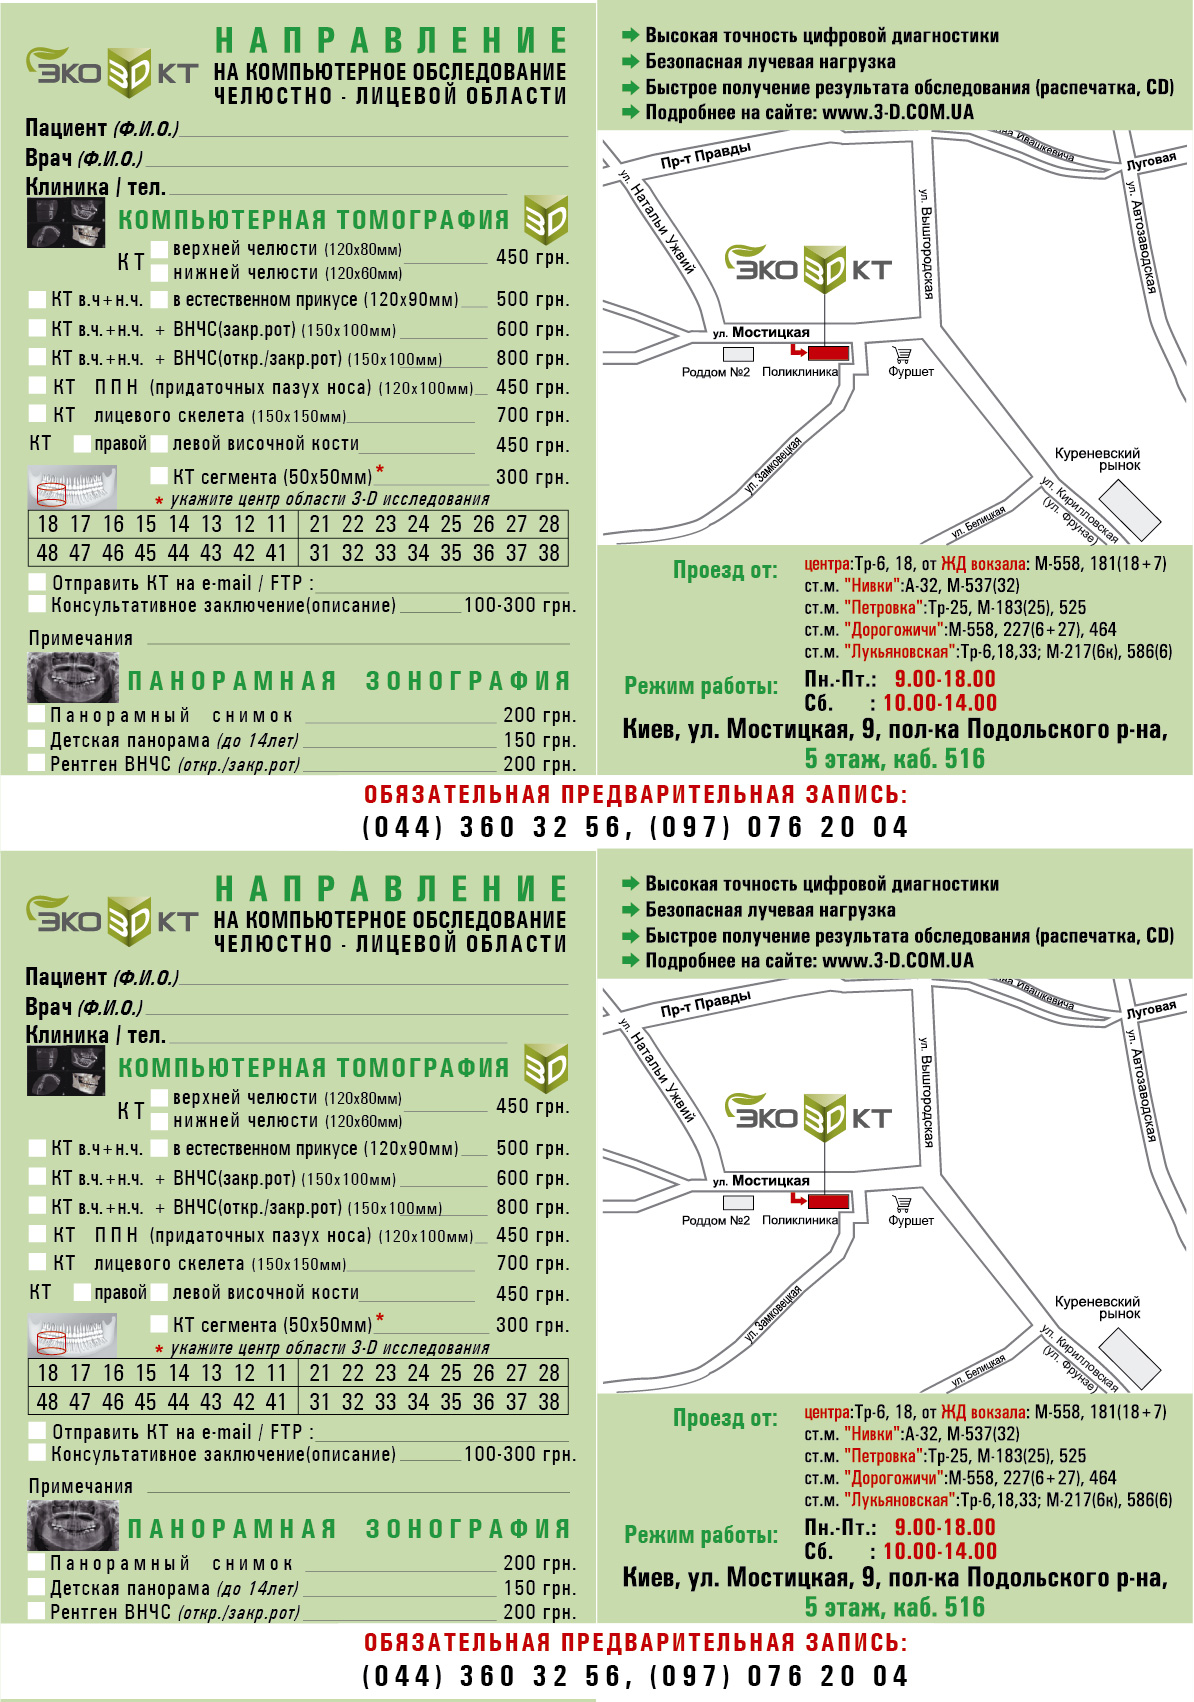 НАПРАВЛЕНИЕ
НА КОМПЬЮТЕРНОЕ ОБСЛЕДОВАНИЕ
ЧЕЛЮСТНО - ЛИЦЕВОЙ ОБЛАСТИ
ЭКО 3D КТ
Пациент (Ф.И.О.)
Врач (Ф.И.О.)
Клиника / тел.
КОМПЬЮТЕРНАЯ ТОМОГРАФИЯ 3D
КТ верхней челюсти (120х80мм) 450 грн.
нижней челюсти (120х60мм)
КТ в.ч+н.ч. в естественном прикусе (120х90мм) 500 грн.
КТ в.ч.+н.ч. + ВНЧС(закр.рот) (150х100мм) 600 грн.
КТ в.ч.+н.ч. + ВНЧС(откр./закр.рот) (150х100мм) 800 грн.
КТ ППН (придаточных пазух носа) (120х100мм) 450 грн.
КТ лицевого скелета (150х150мм) 700 грн.
КТ правой левой височной кости 450 грн.
КТ сегмента (50х50мм)* 300 грн.
* укажите центр области 3-D исследования
18 17 16 15 14 13 12 11 21 22 23 24 25 26 27 28
48 47 46 45 44 43 42 41 31 32 33 34 35 36 37 38
Отправить КТ на e-mail / FTP :
Консультативное заключение(описание) 100-300 грн.
Примечания
ПАНОРАМНАЯ ЗОНОГРАФИЯ
Панорамный снимок 200 грн.
Детская панорама (до 14лет) 150 грн.
Рентген ВНЧС (откр./закр.рот) 200 грн.
Высокая точность цифровой диагностики
Безопасная лучевая нагрузка
Быстрое получение результата обследования (распечатка, CD)
Подробнее на сайте: www.3-D.COM.UA
Пр-т Правды
на Ивашкевича
Луговая
ул. Натальи Ужвий
ул. Вышгородская
ул. Автозаводская
ЭКО 3D КТ
ул. Мостицкая
Роддом №2 Поликлиника Фуршет
ул. Замковецкая
Куреневский
рынок
ул. Белицкая
ул. Кирилловская
(ул. Фрунзе)
Проезд от: центра:Тр-6, 18, от ЖД вокзала: М-558, 181(18+7)
ст.м. "Нивки":А-32, М-537(32)
ст.м. "Петровка":Тр-25, М-183(25), 525
ст.м. "Дорогожичи":М-558, 227(6+27), 464
ст.м. "Лукьяновская":Тр-6,18,33; М-217(6к), 586(6)
Режим работы: Пн.-Пт.: 9.00-18.00
Сб. : 10.00-14.00
Киев, ул. Мостицкая, 9, пол-ка Подольского р-на,
5 этаж, каб. 516
ОБЯЗАТЕЛЬНАЯ ПРЕДВАРИТЕЛЬНАЯ ЗАПИСЬ:
(044) 360 32 56, (097) 076 20 04
НАПРАВЛЕНИЕ
НА КОМПЬЮТЕРНОЕ ОБСЛЕДОВАНИЕ
ЧЕЛЮСТНО - ЛИЦЕВОЙ ОБЛАСТИ
ЭКО 3D КТ
Пациент (Ф.И.О.)
Врач (Ф.И.О.)
Клиника / тел.
КОМПЬЮТЕРНАЯ ТОМОГРАФИЯ 3D
КТ верхней челюсти (120х80мм) 450 грн.
нижней челюсти (120х60мм)
КТ в.ч+н.ч. в естественном прикусе (120х90мм) 500 грн.
КТ в.ч.+н.ч. + ВНЧС(закр.рот) (150х100мм) 600 грн.
КТ в.ч.+н.ч. + ВНЧС(откр./закр.рот) (150х100мм) 800 грн.
КТ ППН (придаточных пазух носа) (120х100мм) 450 грн.
КТ лицевого скелета (150х150мм) 700 грн.
КТ правой левой височной кости 450 грн.
КТ сегмента (50х50мм)* 300 грн.
* укажите центр области 3-D исследования
18 17 16 15 14 13 12 11 21 22 23 24 25 26 27 28
48 47 46 45 44 43 42 41 31 32 33 34 35 36 37 38
Отправить КТ на e-mail / FTP :
Консультативное заключение(описание) 100-300 грн.
Примечания
ПАНОРАМНАЯ ЗОНОГРАФИЯ
Панорамный снимок 200 грн.
Детская панорама (до 14лет) 150 грн.
Рентген ВНЧС (откр./закр.рот) 200 грн.
Высокая точность цифровой диагностики
Безопасная лучевая нагрузка
Быстрое получение результата обследования (распечатка, CD)
Подробнее на сайте: www.3-D.COM.UA
Пр-т Правды
на Ивашкевича
Луговая
ул. Натальи Ужвий
ул. Вышгородская
ул. Автозаводская
ЭКО 3D КТ
ул. Мостицкая
Роддом №2 Поликлиника Фуршет
ул. Замковецкая
Куреневский
рынок
ул. Белицкая
ул. Кирилловская
(ул. Фрунзе)
Проезд от: центра:Тр-6, 18, от ЖД вокзала: М-558, 181(18+7)
ст.м. "Нивки":А-32, М-537(32)
ст.м. "Петровка":Тр-25, М-183(25), 525
ст.м. "Дорогожичи":М-558, 227(6+27), 464
ст.м. "Лукьяновская":Тр-6,18,33; М-217(6к), 586(6)
Режим работы: Пн.-Пт.: 9.00-18.00
Сб. : 10.00-14.00
Киев, ул. Мостицкая, 9, пол-ка Подольского р-на,
5 этаж, каб. 516
ОБЯЗАТЕЛЬНАЯ ПРЕДВАРИТЕЛЬНАЯ ЗАПИСЬ:
(044) 360 32 56, (097) 076 20 04